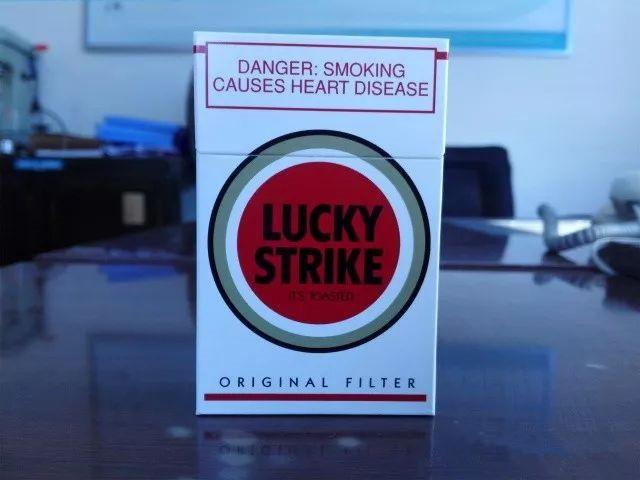 DANGER: SMOKING
CAUSES HEART DISEASE
LUCKY
STRIKE
IT'S TOASTED
ORIGINAL FILTER